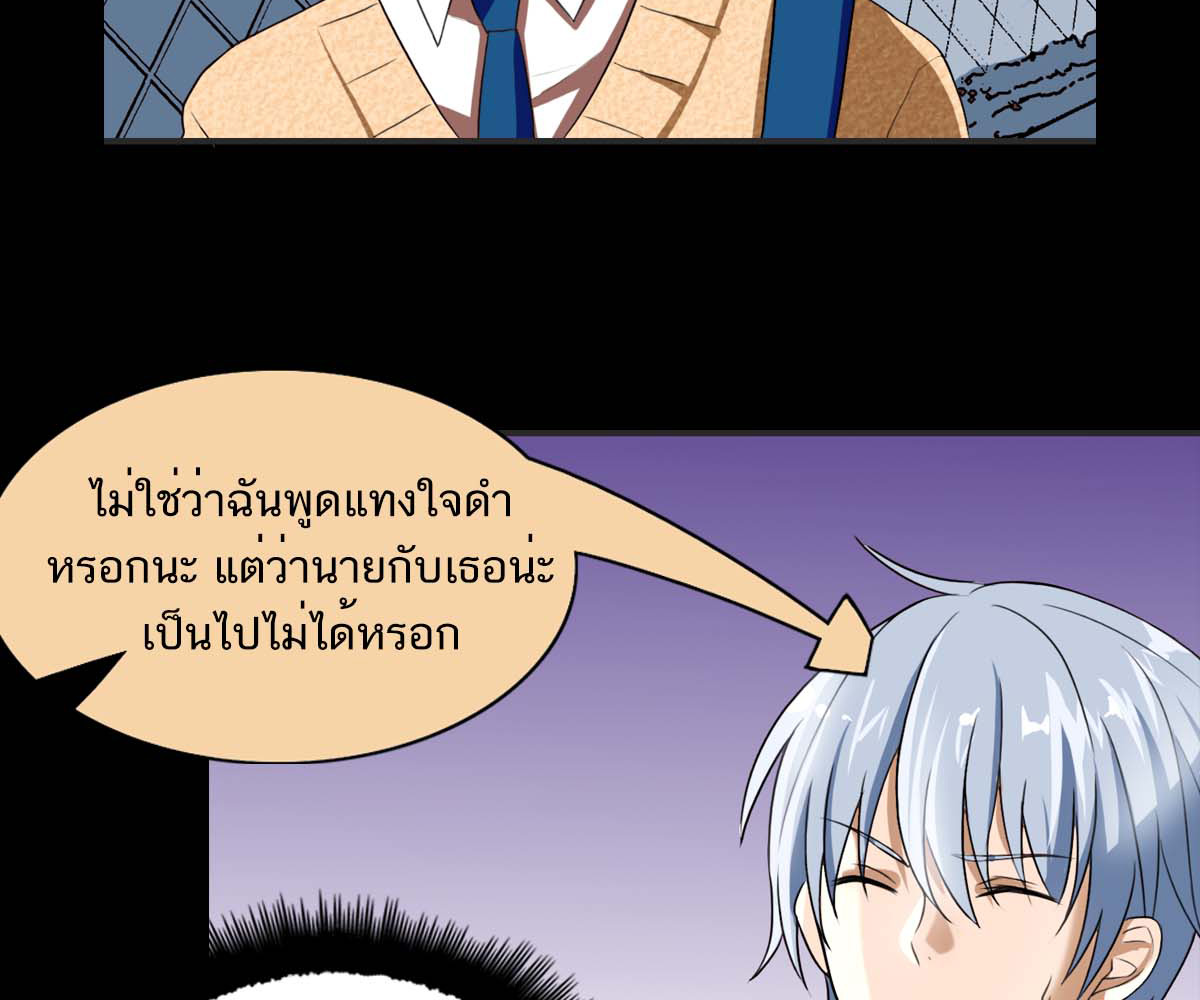 ไม่ใช่ว่าฉันพูดแทงใจดำ
หรอกนะ แต่ว่านายกับเธอน่ะ
เป็นไปไม่ได้หรอก